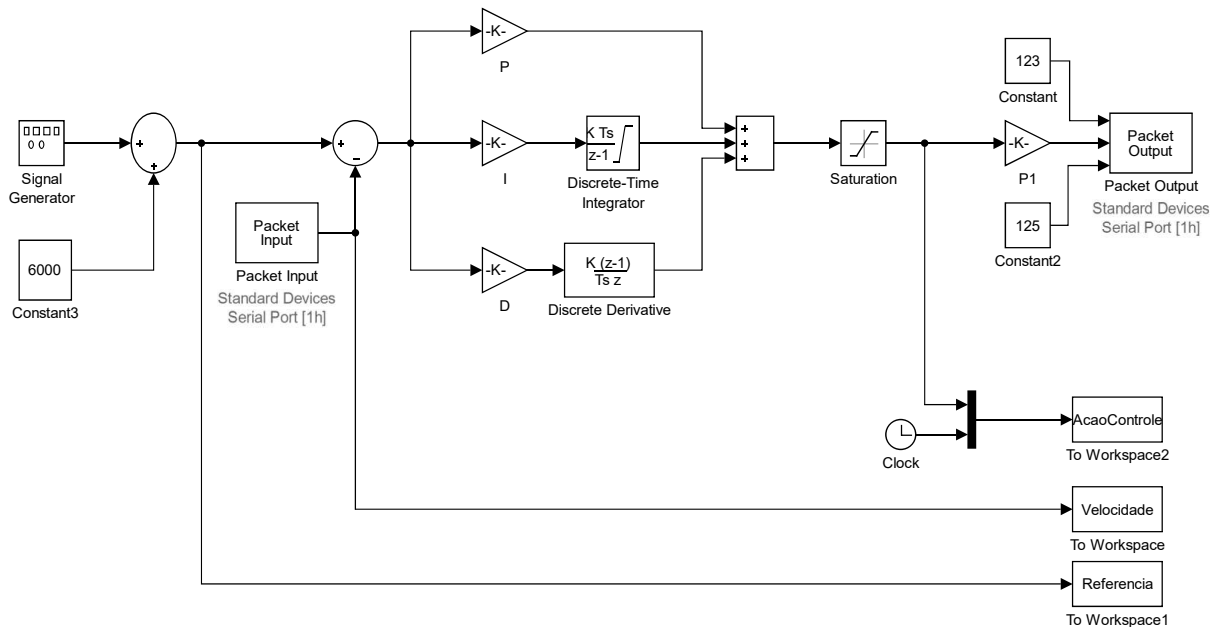 -K-
P
123
Constant
+
+
Signal
Generator
+
−
-K-
I
K Ts
z-1
Discrete-Time
Integrator
+
+
+
Saturation
-K-
P1
Packet
Output
Packet Output
Standard Devices
Serial Port [1h]
6000
Constant3
Packet
Input
Packet Input
Standard Devices
Serial Port [1h]
-K-
D
K (z-1)
Ts z
Discrete Derivative
125
Constant2
Clock
AcaoControle
To Workspace2
Velocidade
To Workspace
Referencia
To Workspace1